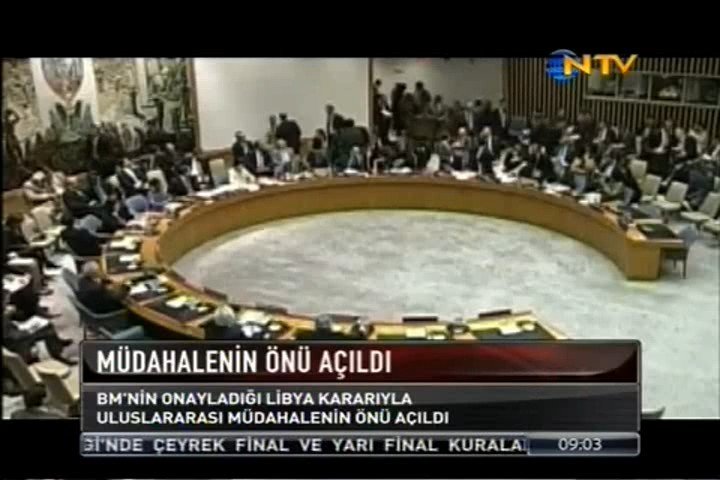 NTV
MÜDAHALENİN ÖNÜ AÇILDI
BM'NİN ONAYLADIĞI LİBYA KARARIYLA
ULUSLARARASI MÜDAHALENİN ÖNÜ AÇILDI
Gİ'NDE ÇEYREK FİNAL VE YARI FİNAL KURALA
09:03